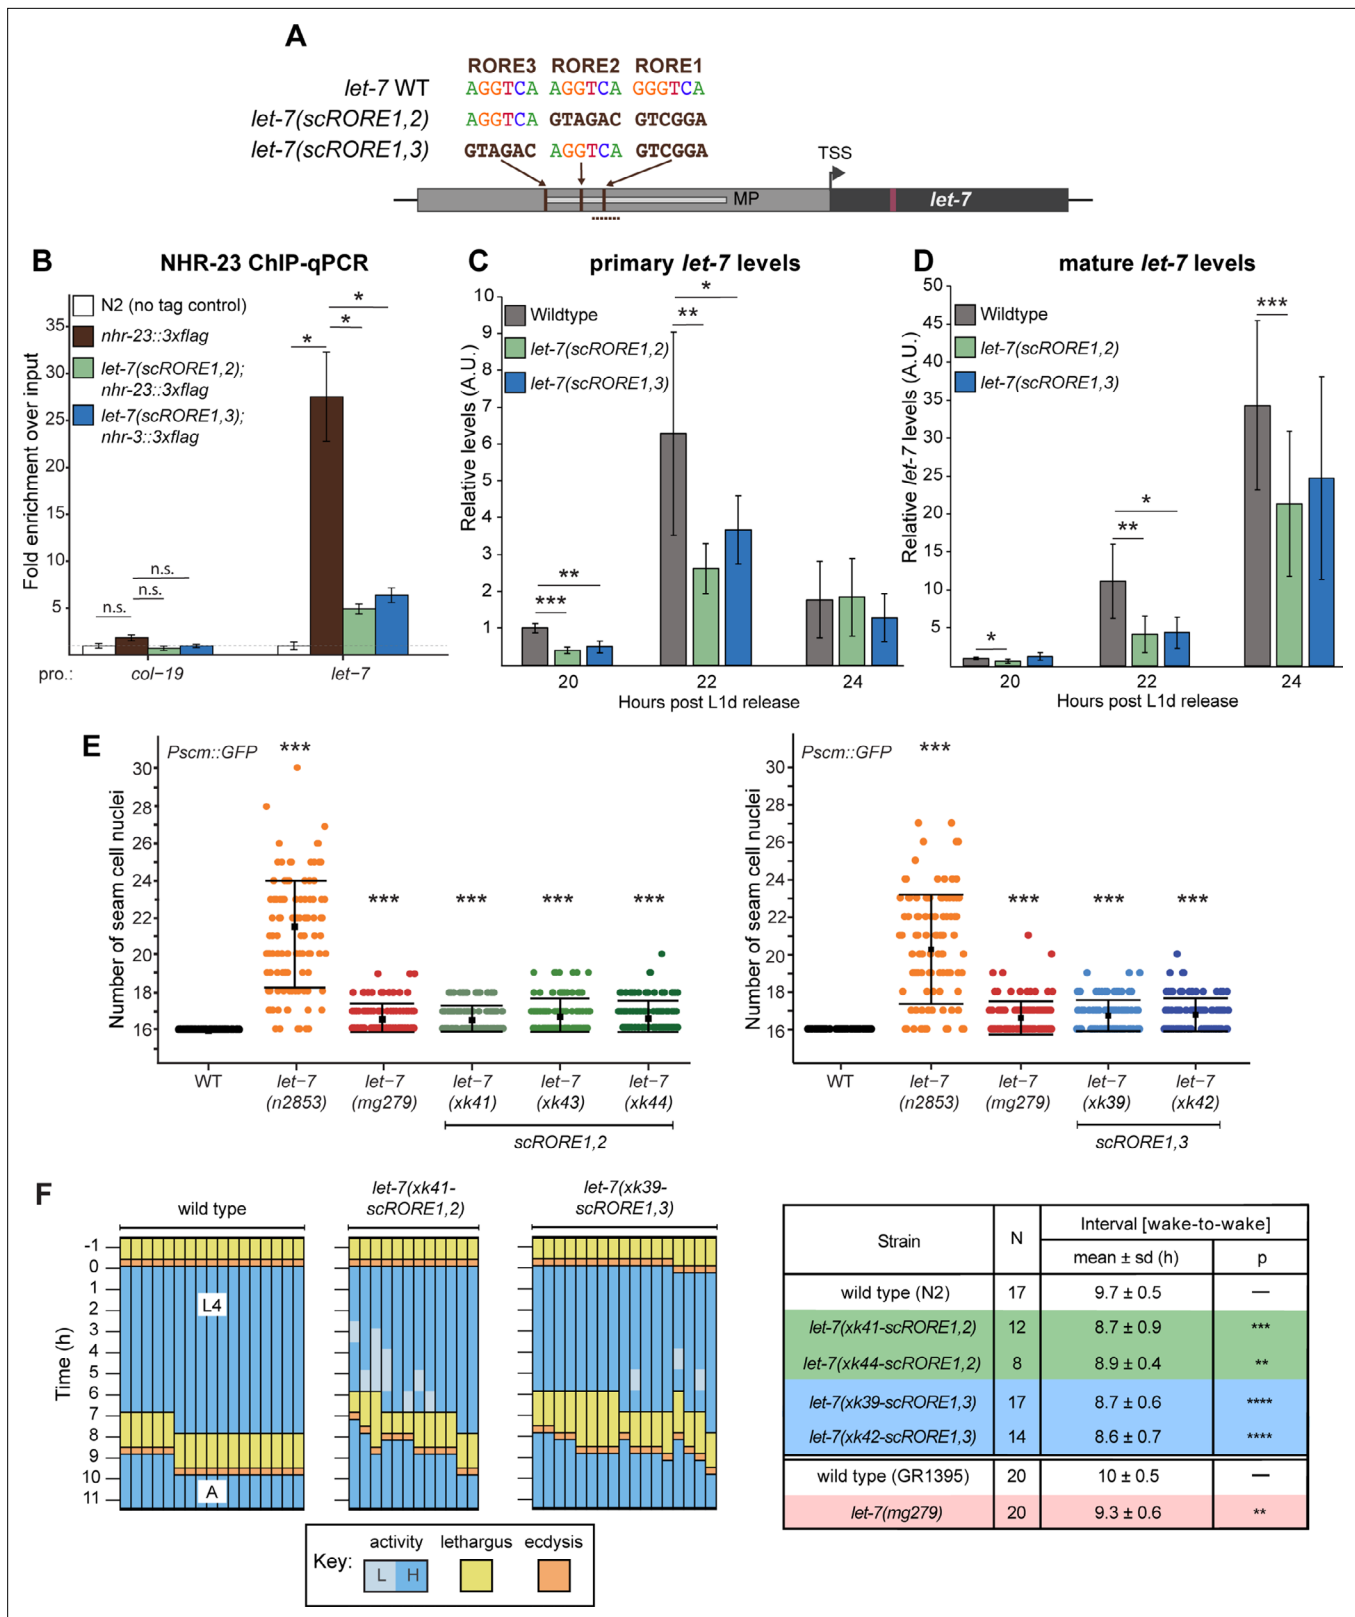 A
RORE3 RORE2 RORE1
let-7 WT AGGTCA AGGTCA GGGTCA
let-7(scRORE1,2) AGGTCA GTAGAC GTCGGA
let-7(scRORE1,3) GTAGAC AGGTCA GTCGGA
TSS
MP
let-7
B NHR-23 ChIP-qPCR
N2 (no tag control)
nhr-23::3xflag
let-7(scRORE1,2);
nhr-23::3xflag
let-7(scRORE1,3);
nhr-3::3xflag
Fold enrichment over input
35
30
25
20
15
10
5
* * *
n.s.
n.s. n.s.
pro.: col−19 let−7
C primary let-7 levels
Wildtype
let-7(scRORE1,2)
let-7(scRORE1,3)
Relative levels (A.U.)
10
9
8
7
6
5
4
3
2
1
*
**
**
***
20 22 24
Hours post L1d release
D mature let-7 levels
Wildtype
let-7(scRORE1,2)
let-7(scRORE1,3)
Relative let-7 levels (A.U.)
50
45
40
35
30
25
20
15
10
5
***
*
**
*
20 22 24
Hours post L1d release
E
Pscm::GFP
***
Number of seam cell nuclei
30
28
26
24
22
20
18
16
*** *** *** ***
WT let−7 let−7 let−7 let−7 let−7
(n2853) (mg279) (xk41) (xk43) (xk44)
scRORE1,2
Pscm::GFP
***
Number of seam cell nuclei
30
28
26
24
22
20
18
16
*** *** ***
WT let−7 let−7 let−7 let−7
(n2853) (mg279) (xk39) (xk42)
scRORE1,3
F
wild type
let-7(xk41-
scRORE1,2)
let-7(xk39-
scRORE1,3)
Time (h)
-1
0
1
2
3
4
5
6
7
8
9
10
11
L4
A
Key: activity lethargus ecdysis
L H
Strain N Interval [wake-to-wake]
mean ± sd (h) p
wild type (N2) 17 9.7 ± 0.5 —
let-7(xk41-scRORE1,2) 12 8.7 ± 0.9 ***
let-7(xk44-scRORE1,2) 8 8.9 ± 0.4 **
let-7(xk39-scRORE1,3) 17 8.7 ± 0.6 ****
let-7(xk42-scRORE1,3) 14 8.6 ± 0.7 ****
wild type (GR1395) 20 10 ± 0.5 —
let-7(mg279) 20 9.3 ± 0.6 **